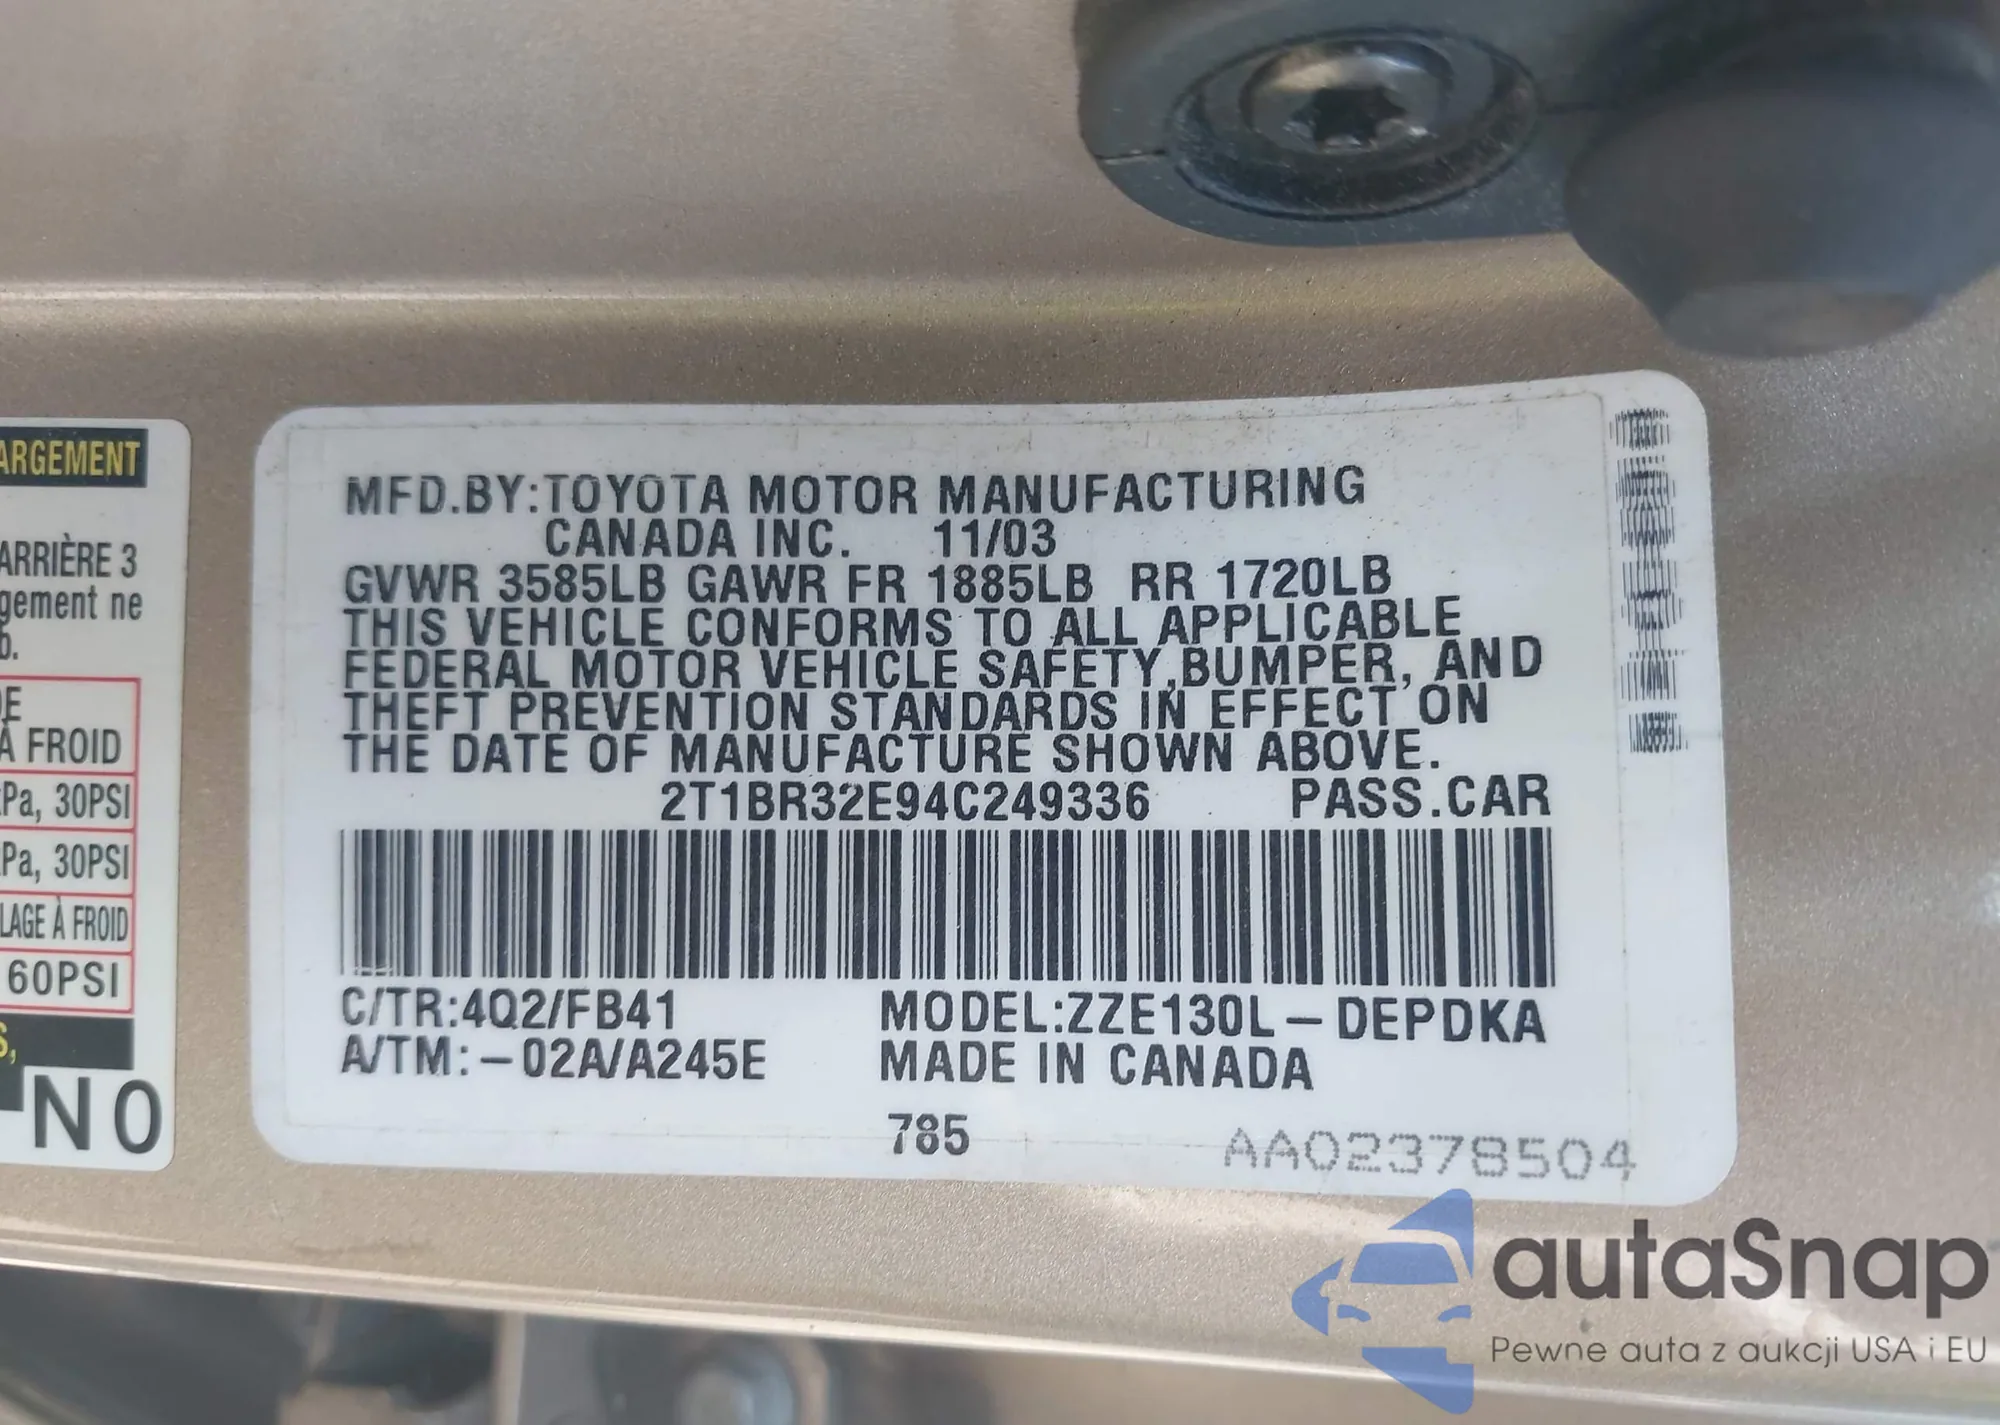 ARGEMENT
ARRIÈRE 3
gement ne
b.
DE
À FROID
kPa, 30PSI
kPa, 30PSI
LAGE À FROID
60PSI
S,
NO
MFD.BY:TOYOTA MOTOR MANUFACTURING
CANADA INC. 11/03
GVWR 3585LB GAWR FR 1885LB RR 1720LB
THIS VEHICLE CONFORMS TO ALL APPLICABLE
FEDERAL MOTOR VEHICLE SAFETY,BUMPER, AND
THEFT PREVENTION STANDARDS IN EFFECT ON
THE DATE OF MANUFACTURE SHOWN ABOVE.
2T1BR32E94C249336 PASS.CAR
C/TR:4Q2/FB41 MODEL:ZZE130L-DEPDKA
A/TM:-02A/A245E MADE IN CANADA
785
AA02378504
autaSnap
Pewne auta z aukcji USA i EU